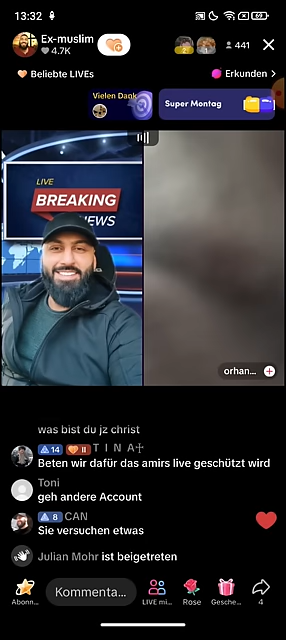 13:32
69
Ex-muslim
4.7K
441
Beliebte LIVEs
Erkunden
Vielen Dank
Super Montag
LIVE
BREAKING
NEWS
orhan...
was bist du jz christ
14 II T I N A
Beten wir dafür das amirs live geschützt wird
Toni
geh andere Account
8 CAN
Sie versuchen etwas
Julian Mohr ist beigetreten
Kommenta...
Abonn... LIVE mi... Rose Gesche... 4